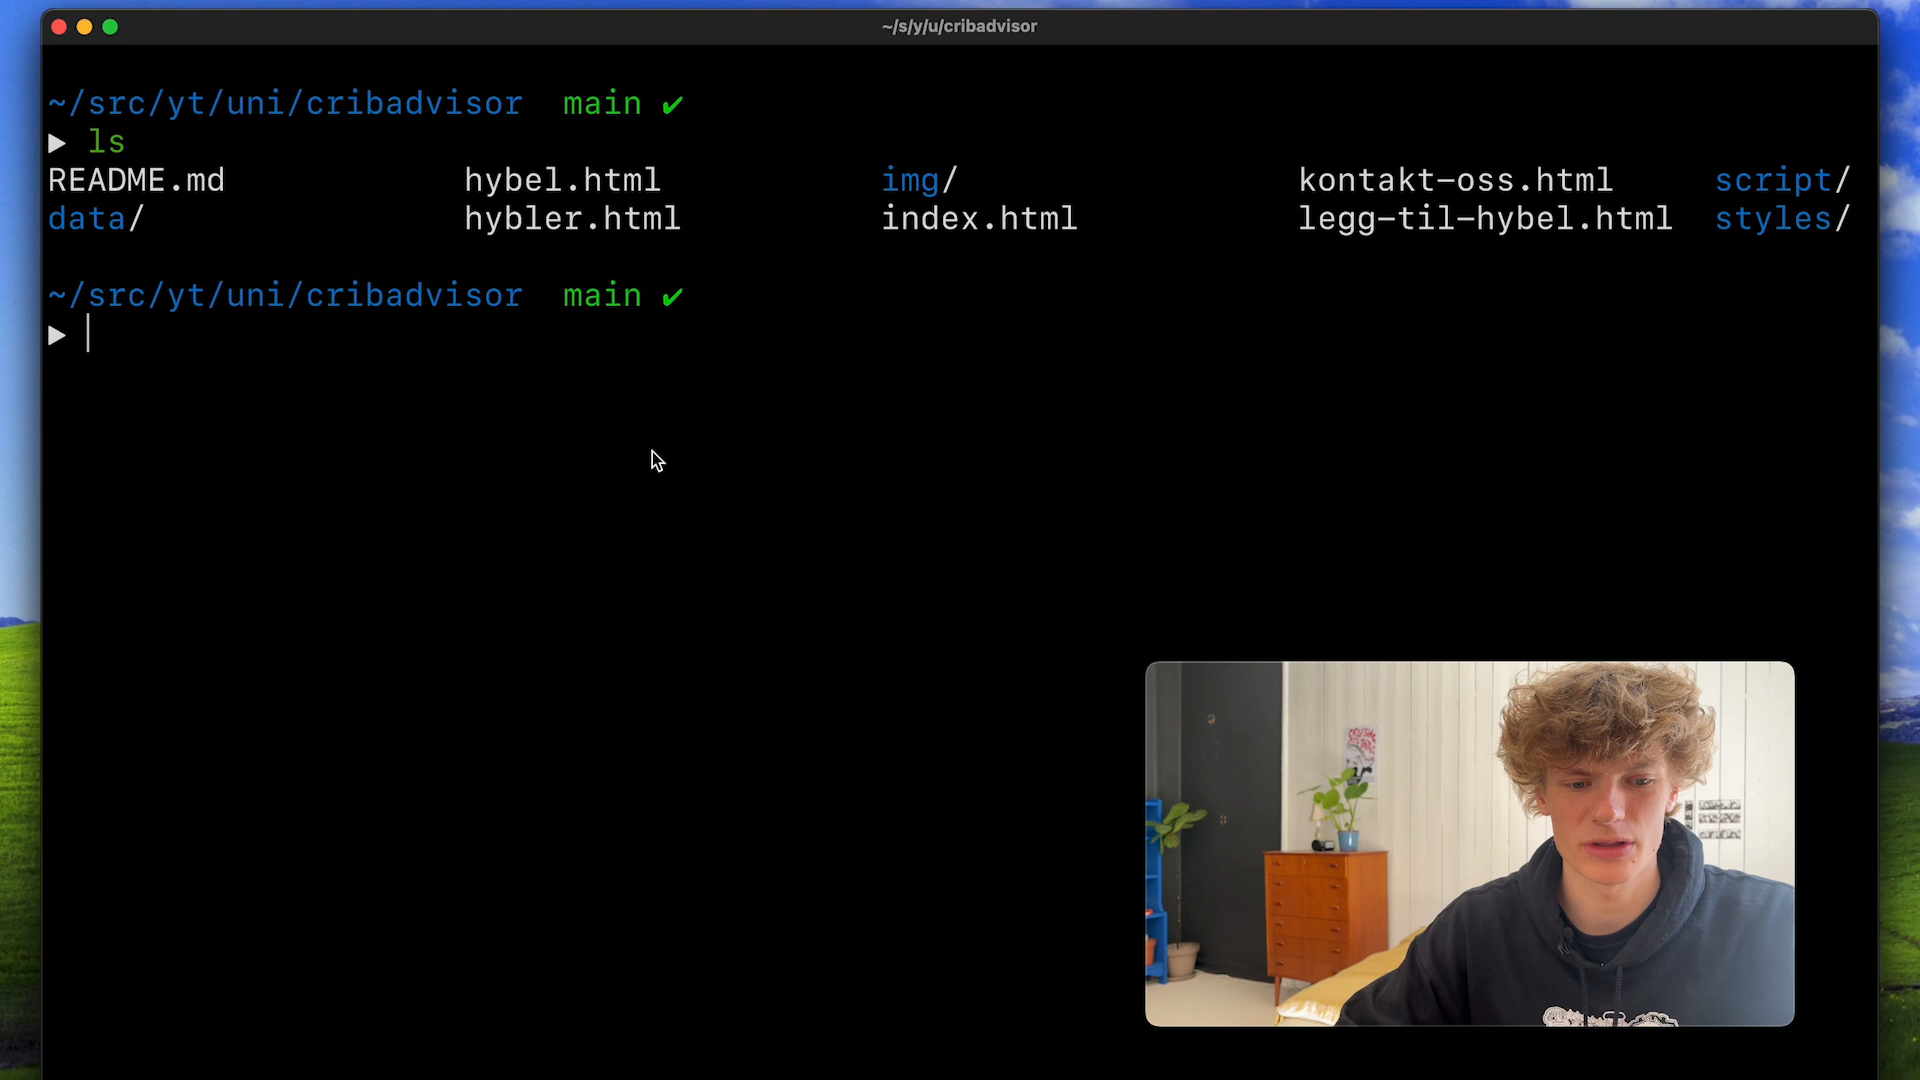 ~/s/y/u/cribadvisor
~/src/yt/uni/cribadvisor main ✔
▶ ls
README.md hybel.html img/ kontakt-oss.html script/
data/ hybler.html index.html legg-til-hybel.html styles/
~/src/yt/uni/cribadvisor main ✔
▶